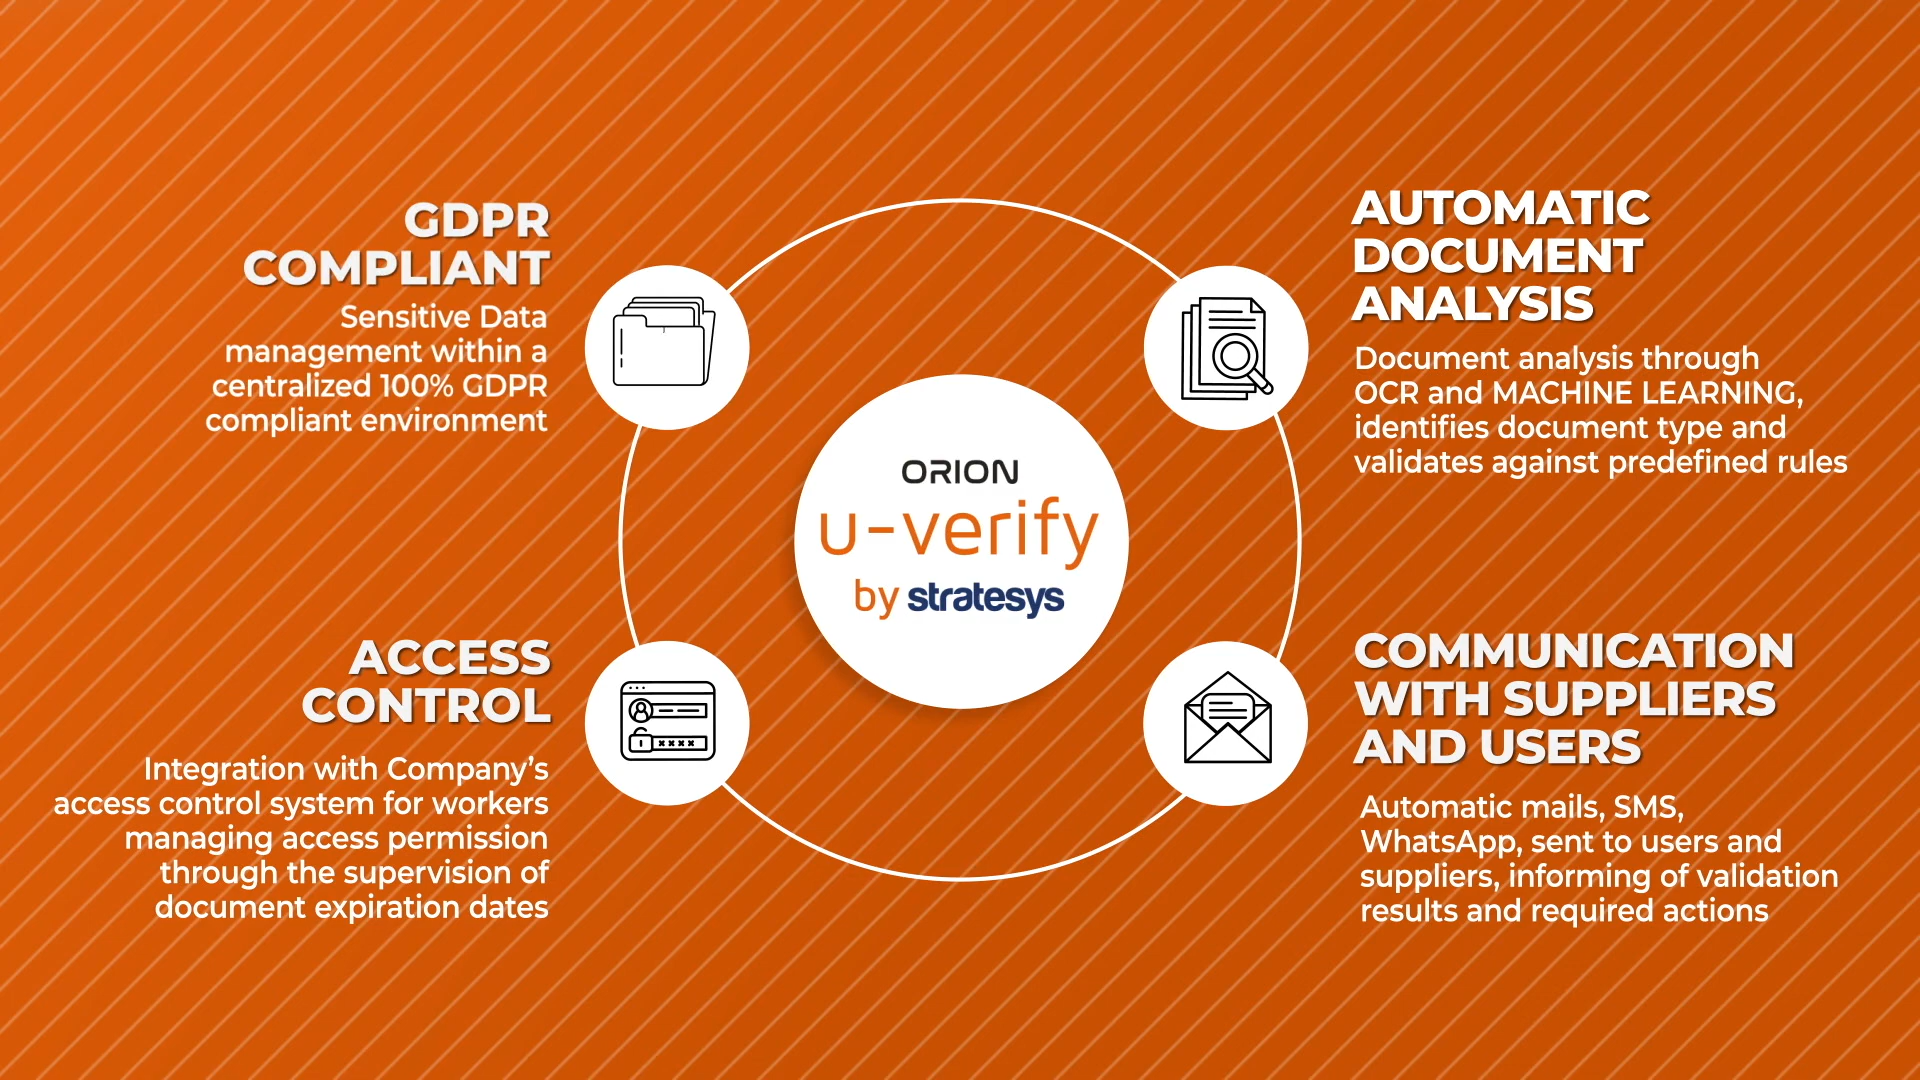 GDPR
COMPLIANT
Sensitive Data
management within a
centralized 100% GDPR
compliant environment
AUTOMATIC
DOCUMENT
ANALYSIS
Document analysis through
OCR and MACHINE LEARNING,
identifies document type and
validates against predefined rules
ORION
u-verify
by stratesys
ACCESS
CONTROL
Integration with Company’s
access control system for workers
managing access permission
through the supervision of
document expiration dates
COMMUNICATION
WITH SUPPLIERS
AND USERS
Automatic mails, SMS,
WhatsApp, sent to users and
suppliers, informing of validation
results and required actions